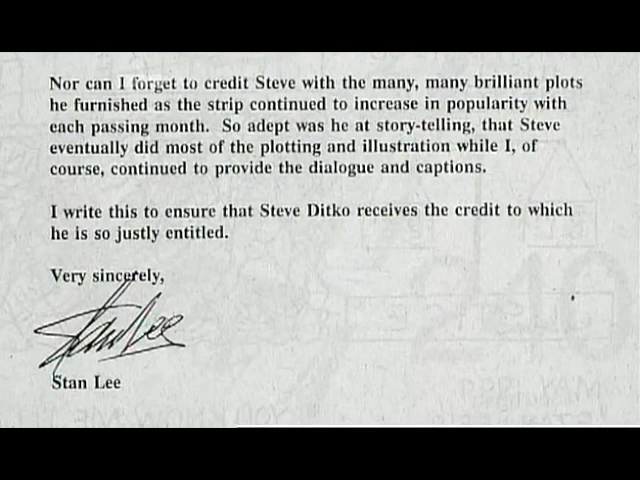 Nor can I forget to credit Steve with the many, many brilliant plots
he furnished as the strip continued to increase in popularity with
each passing month. So adept was he at story-telling, that Steve
eventually did most of the plotting and illustration while I, of
course, continued to provide the dialogue and captions.
I write this to ensure that Steve Ditko receives the credit to which
he is so justly entitled.
Very sincerely,
Stan Lee
Stan Lee